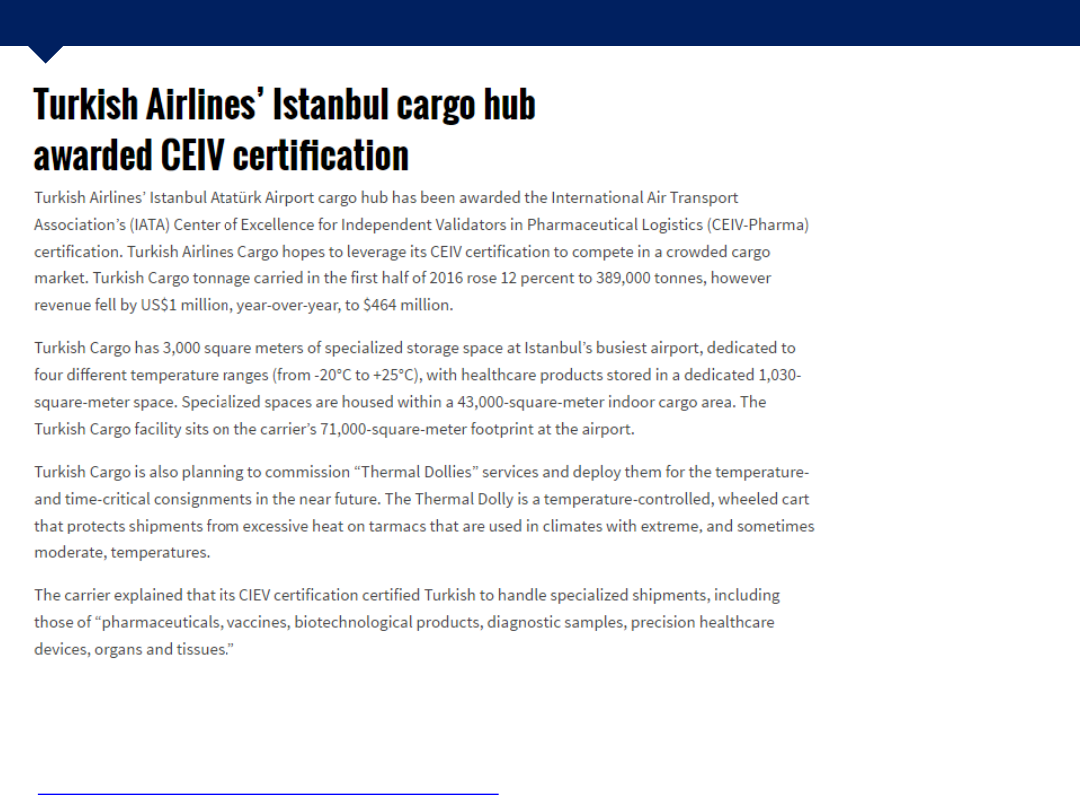 Turkish Airlines’ Istanbul cargo hub
awarded CEIV certification
Turkish Airlines’ Istanbul Atatürk Airport cargo hub has been awarded the International Air Transport
Association’s (IATA) Center of Excellence for Independent Validators in Pharmaceutical Logistics (CEIV-Pharma)
certification. Turkish Airlines Cargo hopes to leverage its CEIV certification to compete in a crowded cargo
market. Turkish Cargo tonnage carried in the first half of 2016 rose 12 percent to 389,000 tonnes, however
revenue fell by US$1 million, year-over-year, to $464 million.
Turkish Cargo has 3,000 square meters of specialized storage space at Istanbul’s busiest airport, dedicated to
four different temperature ranges (from -20°C to +25°C), with healthcare products stored in a dedicated 1,030-
square-meter space. Specialized spaces are housed within a 43,000-square-meter indoor cargo area. The
Turkish Cargo facility sits on the carrier’s 71,000-square-meter footprint at the airport.
Turkish Cargo is also planning to commission “Thermal Dollies” services and deploy them for the temperature-
and time-critical consignments in the near future. The Thermal Dolly is a temperature-controlled, wheeled cart
that protects shipments from excessive heat on tarmacs that are used in climates with extreme, and sometimes
moderate, temperatures.
The carrier explained that its CIEV certification certified Turkish to handle specialized shipments, including
those of “pharmaceuticals, vaccines, biotechnological products, diagnostic samples, precision healthcare
devices, organs and tissues.”